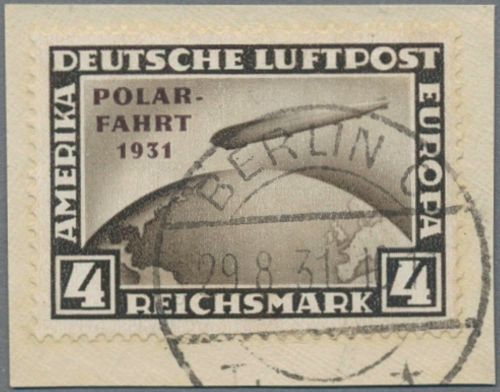 DEUTSCHE LUFTPOST
AMERIKA
EUROPA
POLAR-
FAHRT
1931
BERLIN C
29.8.31
4
REICHSMARK
4